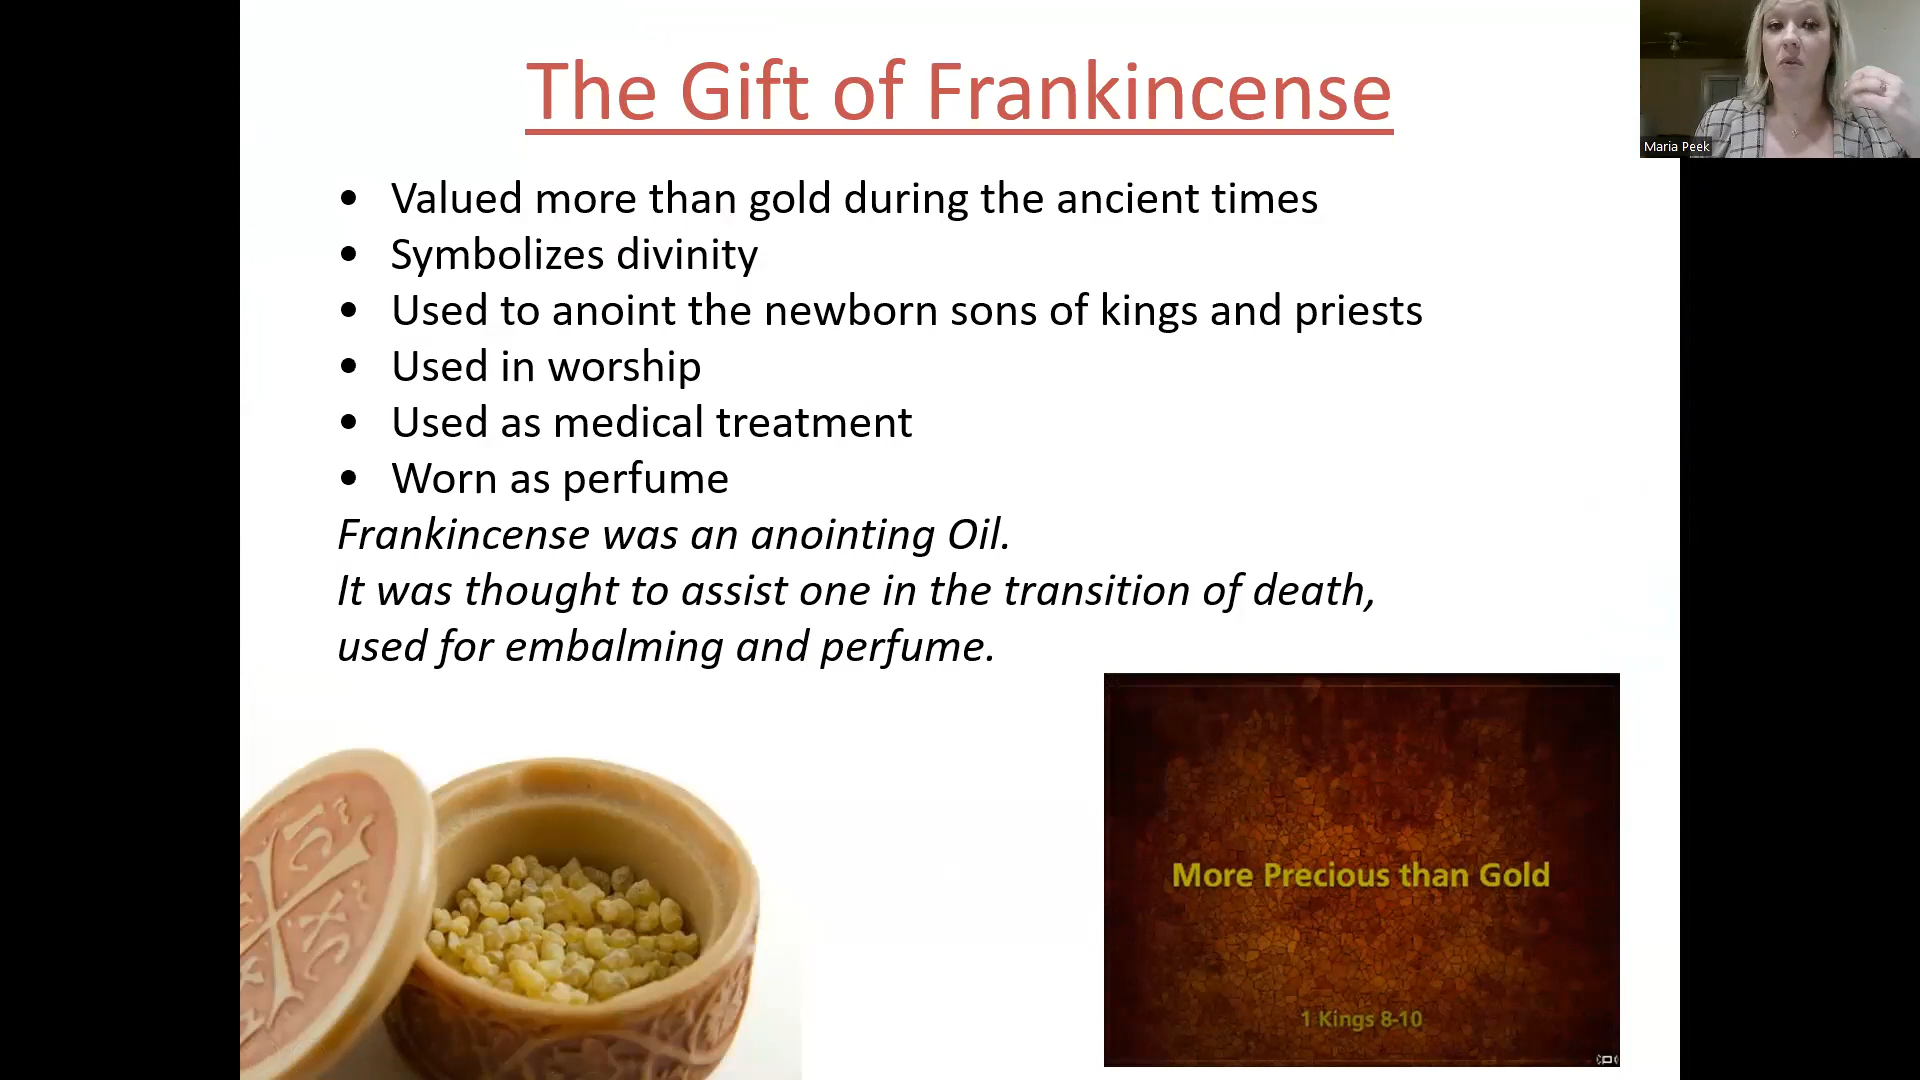 The Gift of Frankincense
Maria Peek
• Valued more than gold during the ancient times
• Symbolizes divinity
• Used to anoint the newborn sons of kings and priests
• Used in worship
• Used as medical treatment
• Worn as perfume
Frankincense was an anointing Oil.
It was thought to assist one in the transition of death,
used for embalming and perfume.
More Precious than Gold
1 Kings 8-10